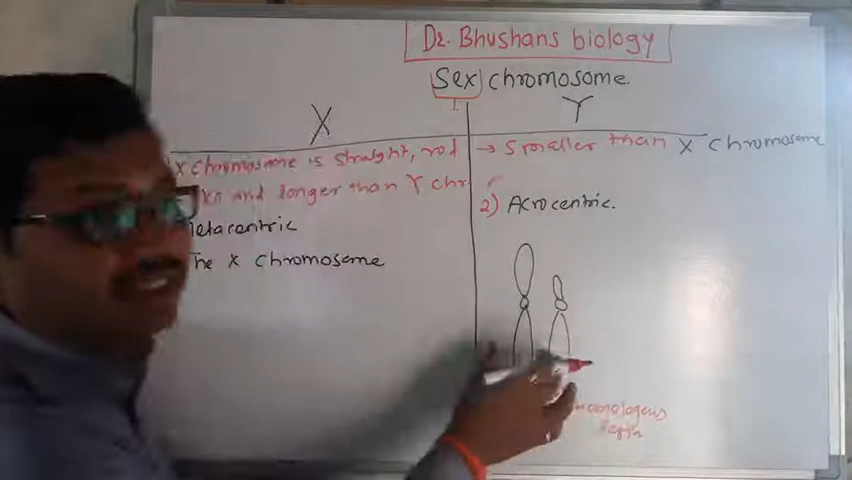 Dr. Bhushans biology
Sex chromosome.
X
Y
X chromosome is straight, rod
and longer than Y chr
Metacentric
The X chromosome
→ Smaller than X chromosome
2) Acrocentric.
homologous